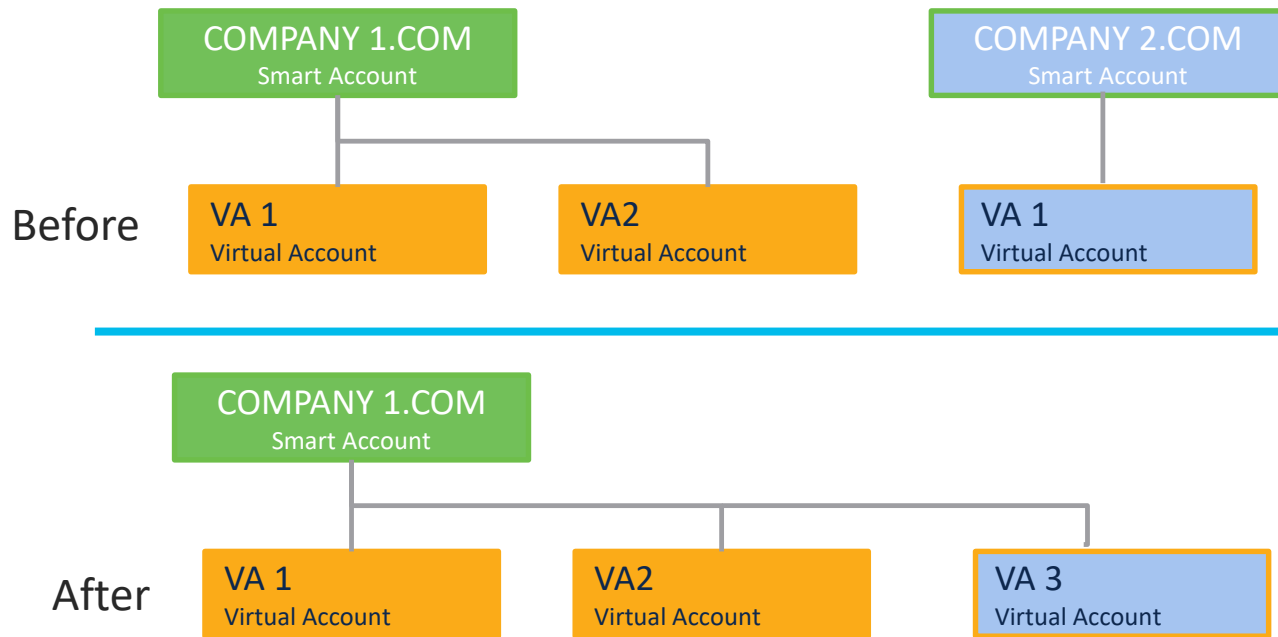 COMPANY 1.COM
Smart Account
COMPANY 2.COM
Smart Account
Before
VA 1
Virtual Account
VA2
Virtual Account
VA 1
Virtual Account
COMPANY 1.COM
Smart Account
After
VA 1
Virtual Account
VA2
Virtual Account
VA 3
Virtual Account